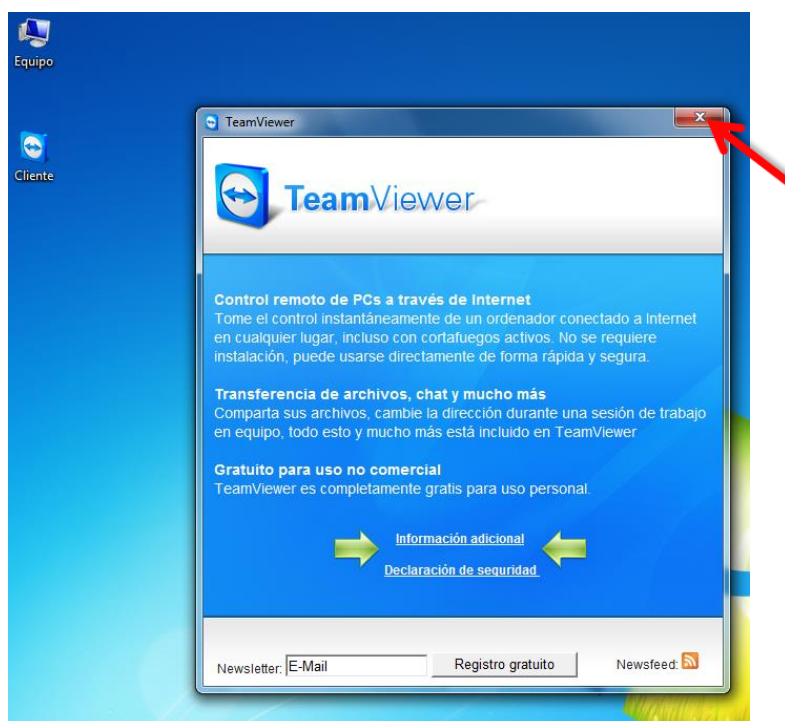 Equipo
Cliente
TeamViewer
TeamViewer
Control remoto de PCs a través de Internet
Tome el control instantáneamente de un ordenador conectado a Internet
en cualquier lugar, incluso con cortafuegos activos. No se requiere
instalación, puede usarse directamente de forma rápida y segura.
Transferencia de archivos, chat y mucho más
Comparta sus archivos, cambie la dirección durante una sesión de trabajo
en equipo, todo esto y mucho más está incluido en TeamViewer
Gratuito para uso no comercial
TeamViewer es completamente gratis para uso personal.
Información adicional
Declaración de seguridad
Newsletter: E-Mail Registro gratuito Newsfeed: